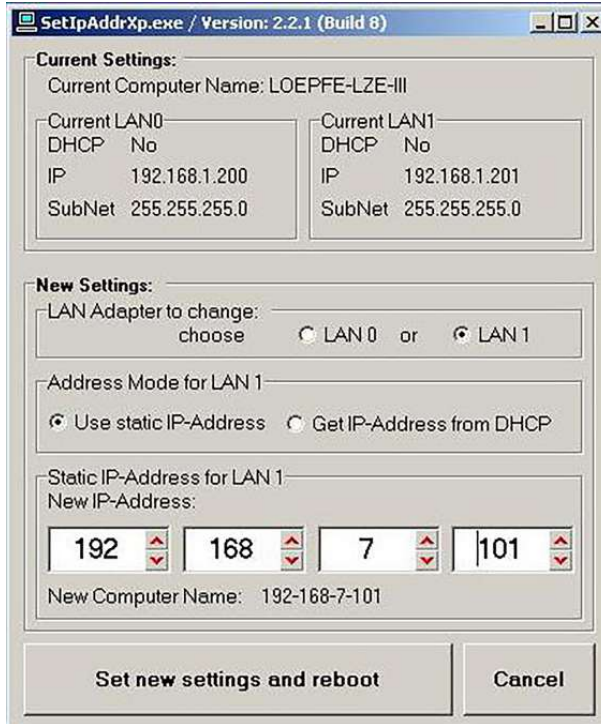 SetIpAddrXp.exe / Version: 2.2.1 (Build 8)
Current Settings:
Current Computer Name: LOEPFE-LZE-III
Current LAN0
DHCP No
IP 192.168.1.200
SubNet 255.255.255.0
Current LAN1
DHCP No
IP 192.168.1.201
SubNet 255.255.255.0
New Settings:
LAN Adapter to change:
choose LAN 0 or LAN 1
Address Mode for LAN 1
Use static IP-Address Get IP-Address from DHCP
Static IP-Address for LAN 1
New IP-Address:
192 168 7 101
New Computer Name: 192-168-7-101
Set new settings and reboot Cancel